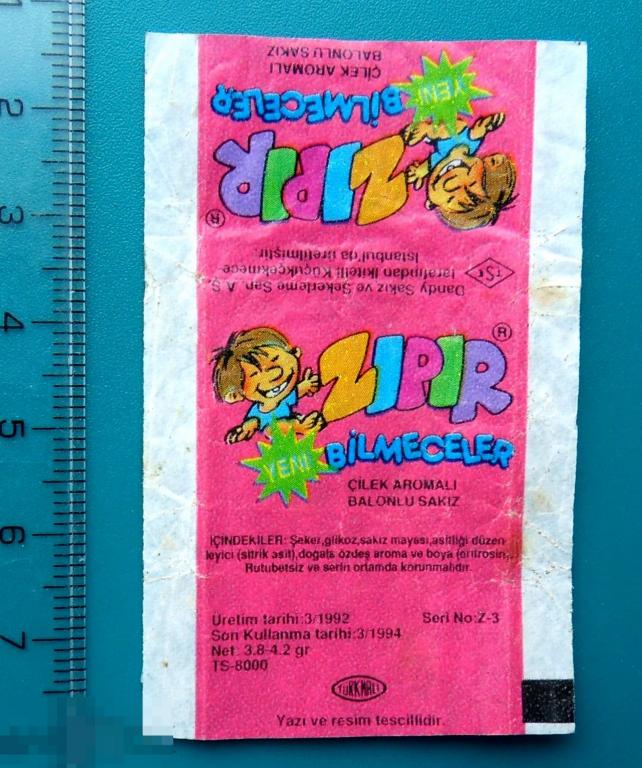 ÇİLEK AROMALI
BALONLU SAKIZ
YENİ
BİLMECELER
ZIPIR
®
Dandy Sakız ve Şekerleme San. A.Ş.
tarafından İkitelli Küçükçekmece
İstanbul'da üretilmiştir.
TSE
®
ZIPIR
BİLMECELER
YENİ
ÇİLEK AROMALI
BALONLU SAKIZ
İÇİNDEKİLER: Şeker,glikoz,sakız mayası,asitliği düzen
leyici (sitrik asit),doğala özdeş aroma ve boya (eritrosin)
Rutubetsiz ve serin ortamda korunmalıdır.
Üretim tarihi:3/1992 Seri No:Z-3
Son Kullanma tarihi:3/1994
Net 3.8-4.2 gr
TS-8000
TÜRK MALI
Yazı ve resim tescillidir.
2
3
4
5
6
7